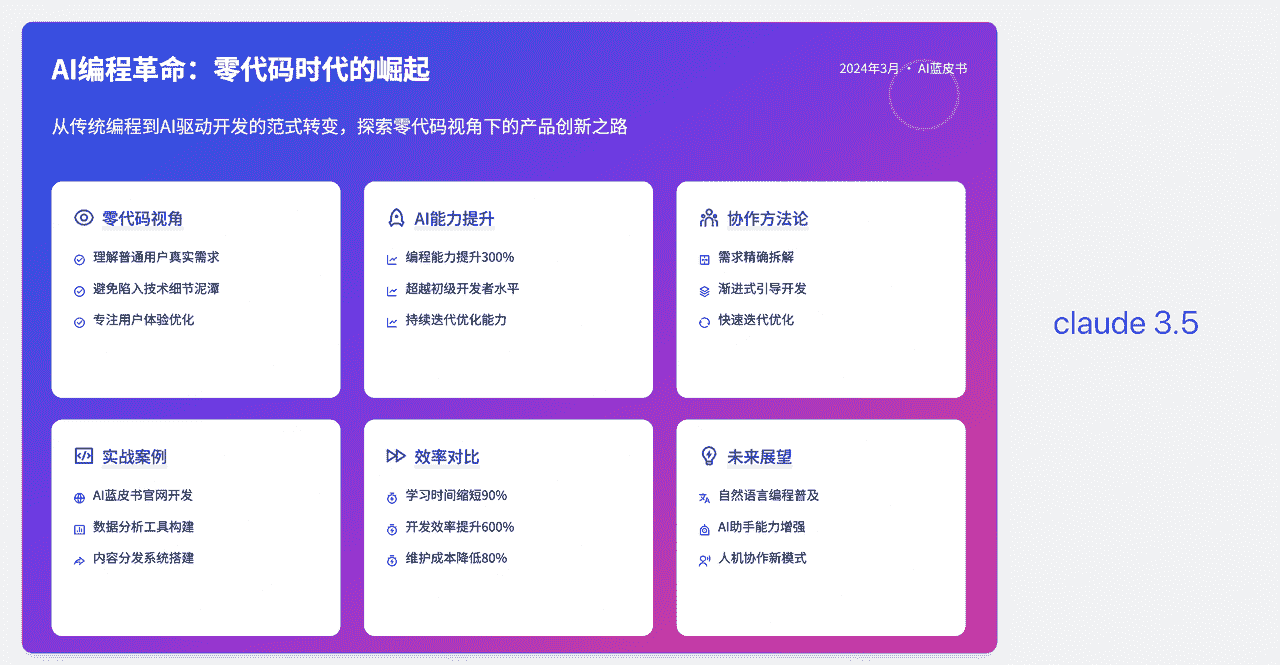 AI编程革命：零代码时代的崛起
2024年3月 • AI蓝皮书
从传统编程到AI驱动开发的范式转变，探索零代码视角下的产品创新之路
零代码视角
理解普通用户真实需求
避免陷入技术细节泥潭
专注用户体验优化
AI能力提升
编程能力提升300%
超越初级开发者水平
持续迭代优化能力
协作方法论
需求精确拆解
渐进式引导开发
快速迭代优化
claude 3.5
实战案例
AI蓝皮书官网开发
数据分析工具构建
内容分发系统搭建
效率对比
学习时间缩短90%
开发效率提升600%
维护成本降低80%
未来展望
自然语言编程普及
AI助手能力增强
人机协作新模式